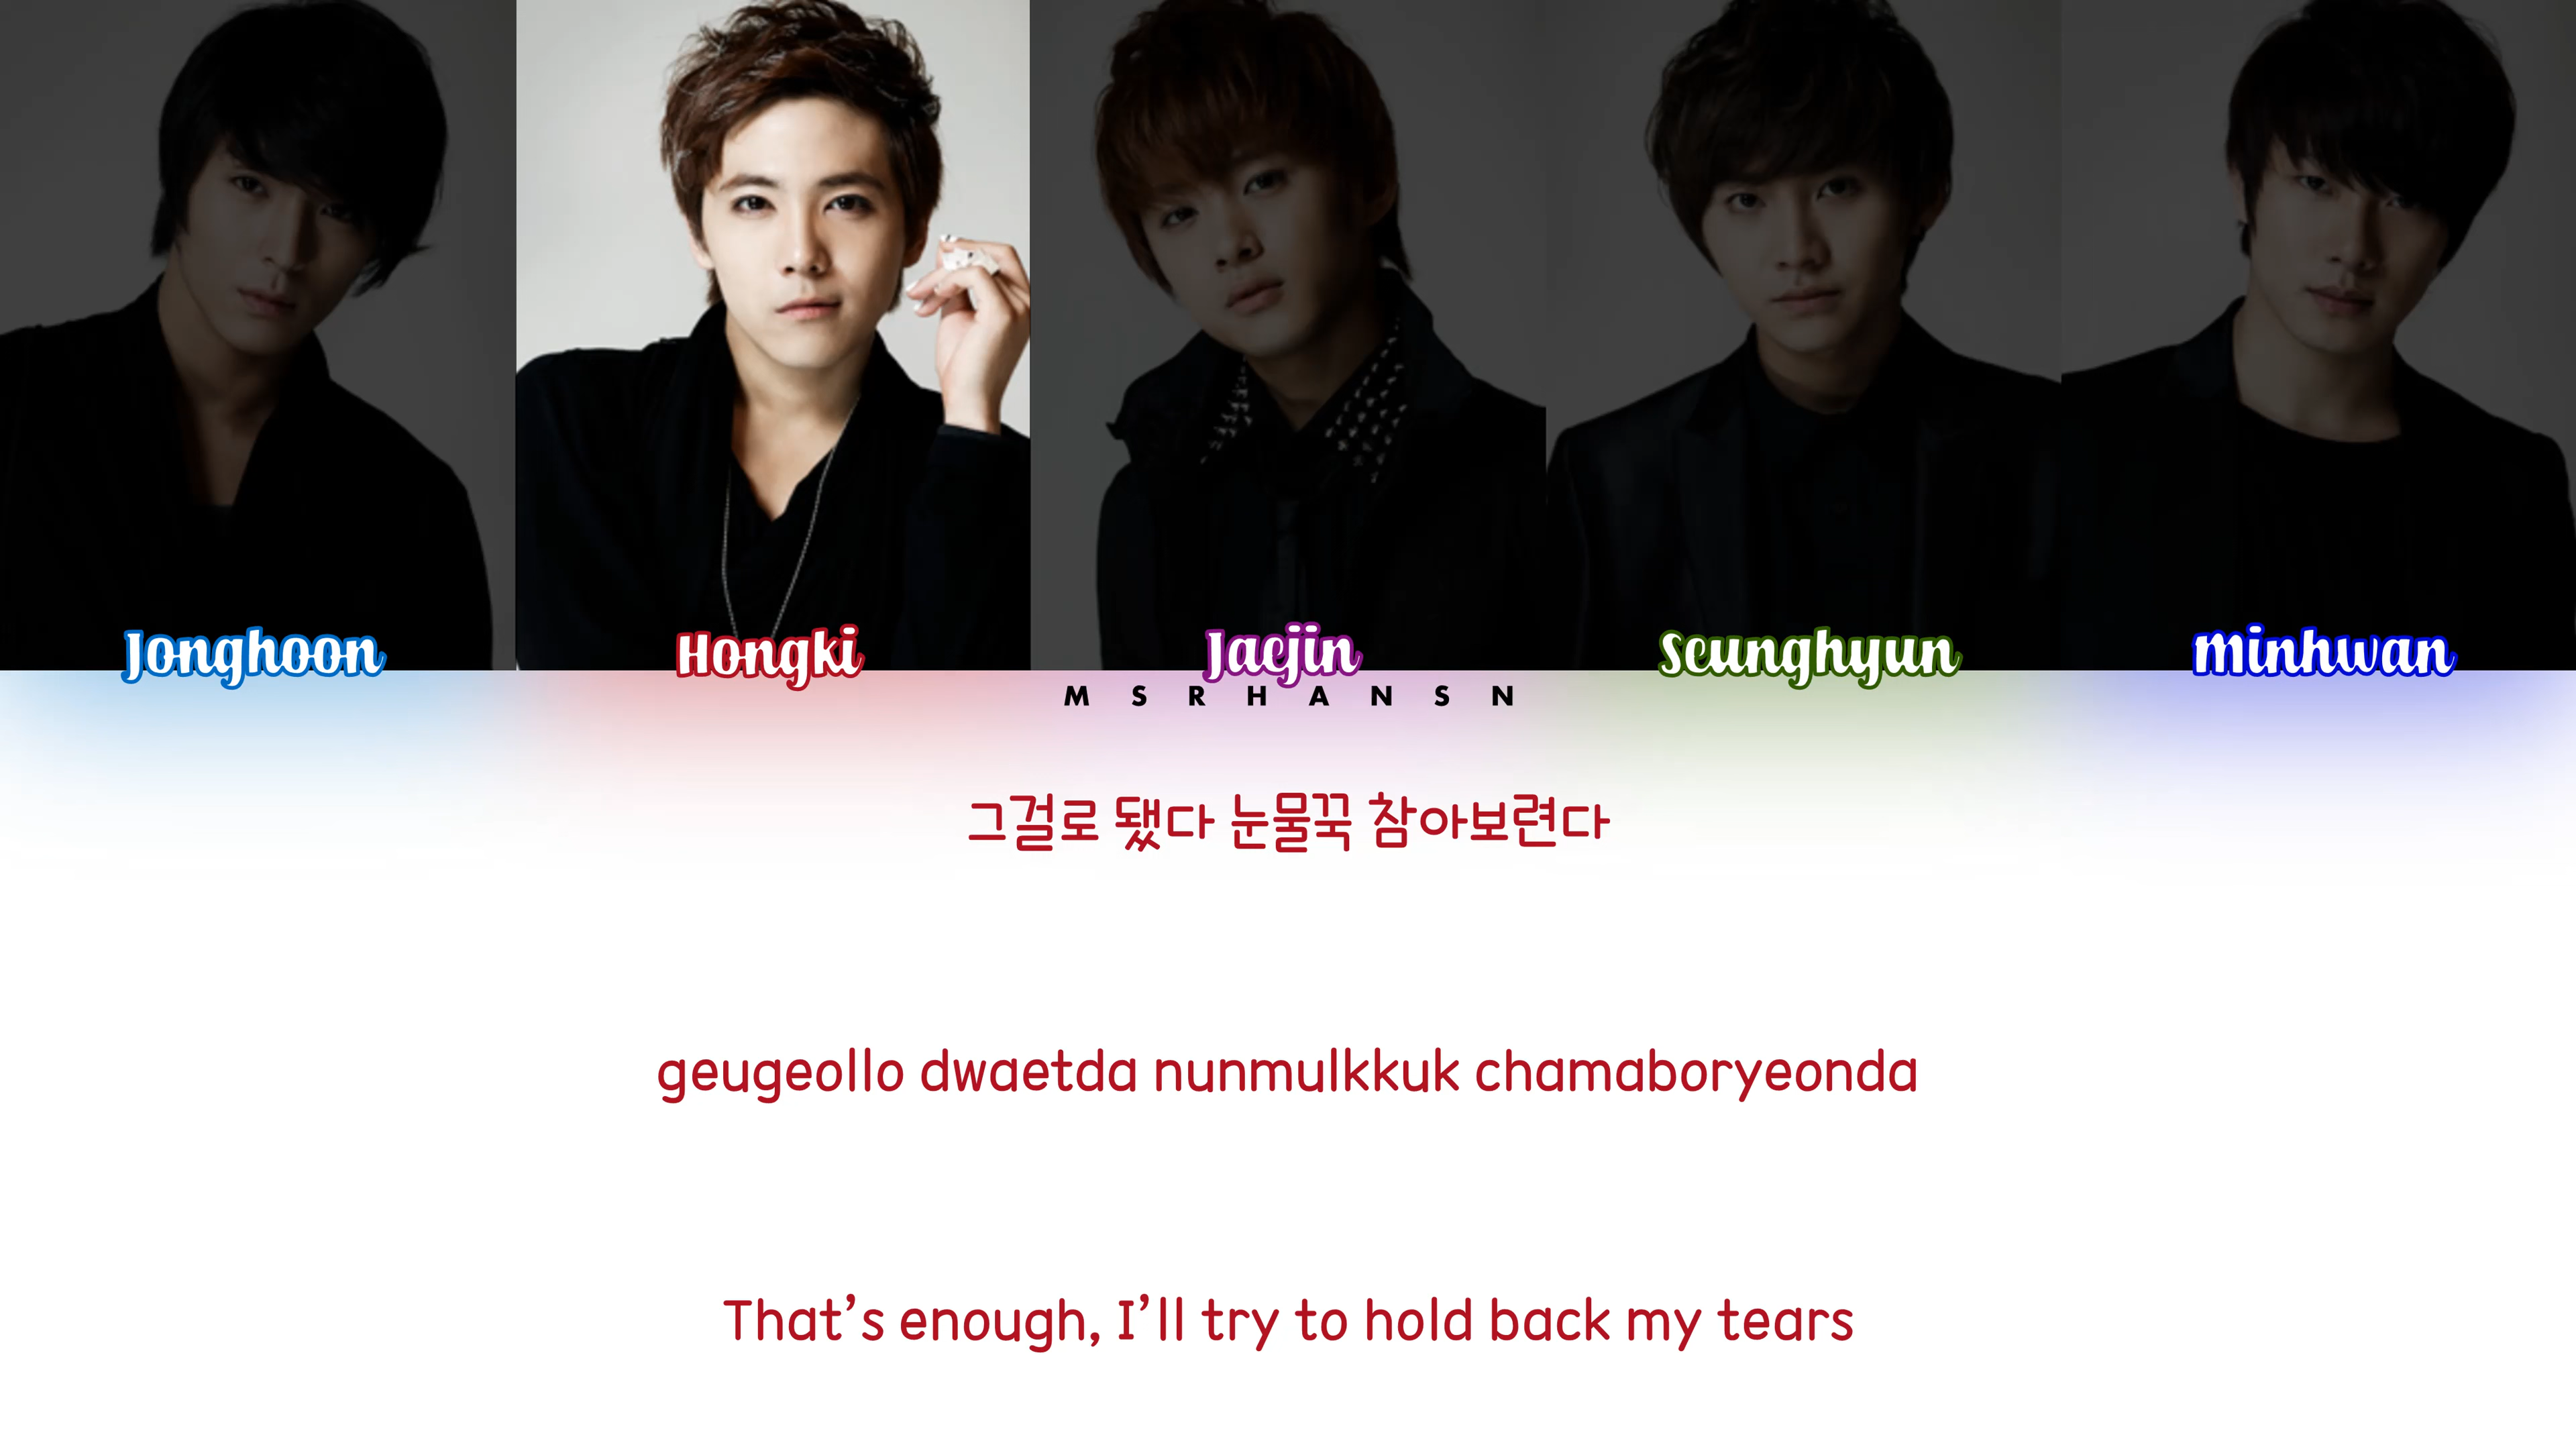 Jonghoon Hongki Jaejin Seunghyun Minhwan
MSRHANSN
그걸로 됐다 눈물꾹 참아보련다
geugeollo dwaetda nunmulkkuk chamaboryeonda
That’s enough, I’ll try to hold back my tears